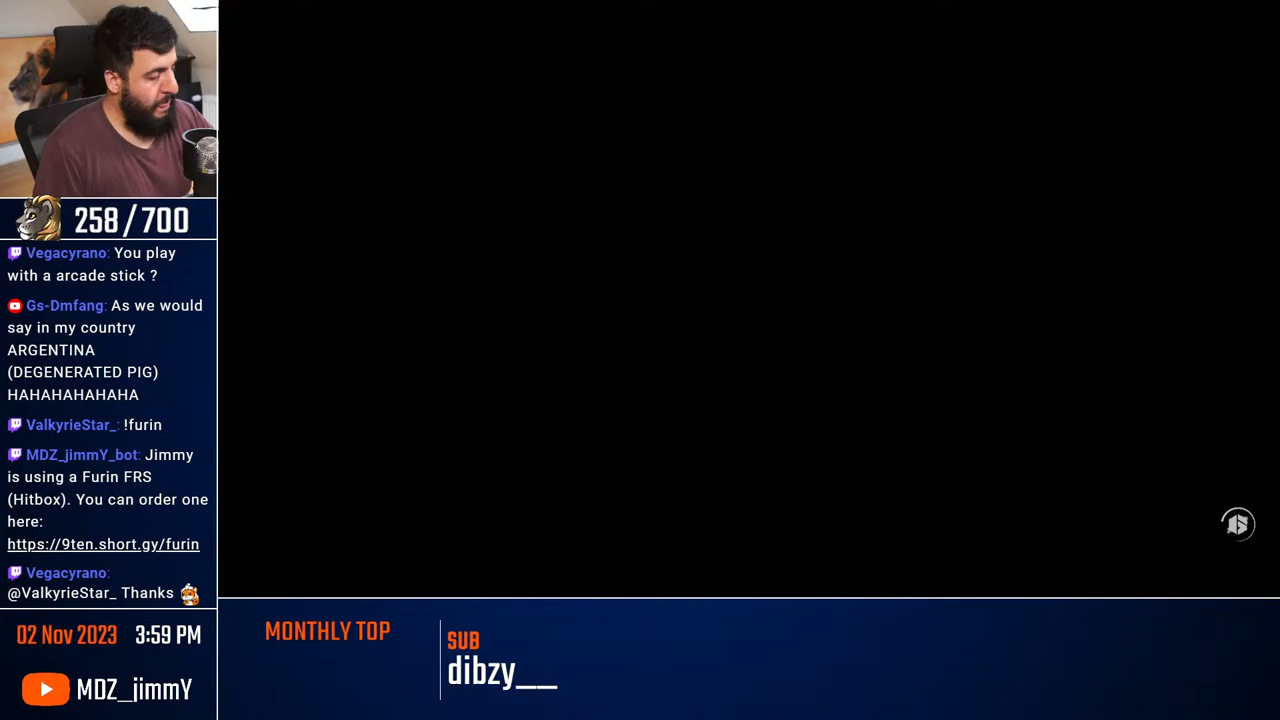 258 / 700
Vegacyrano: You play
with a arcade stick ?
Gs-Dmfang: As we would
say in my country
ARGENTINA
(DEGENERATED PIG)
HAHAHAHAHAHA
ValkyrieStar_: !furin
MDZ_jimmY_bot: Jimmy
is using a Furin FRS
(Hitbox). You can order one
here:
https://9ten.short.gy/furin
Vegacyrano:
@ValkyrieStar_ Thanks
02 Nov 2023 3:59 PM
MDZ_jimmY
MONTHLY TOP
SUB
dibzy__